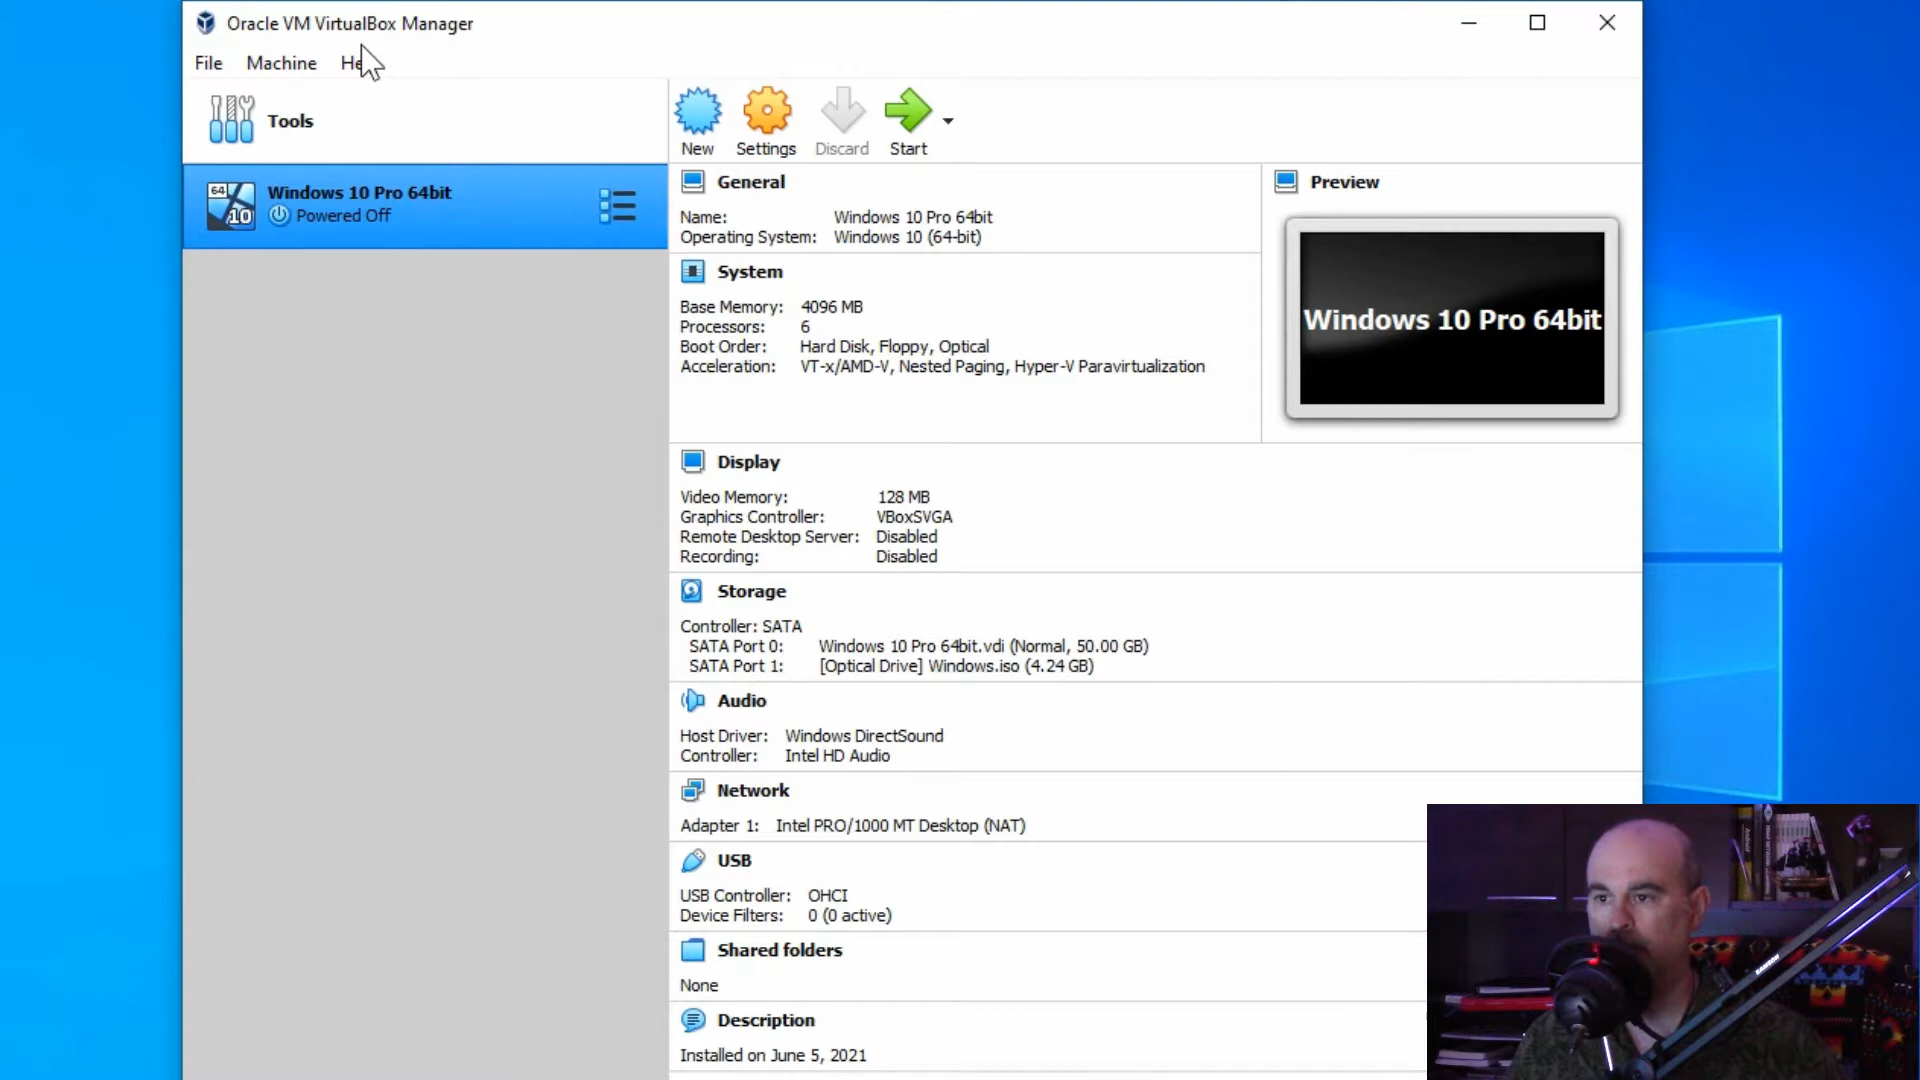 Oracle VM VirtualBox Manager
File Machine He
Tools
New Settings Discard Start
64
10
Windows 10 Pro 64bit
Powered Off
General
Name: Windows 10 Pro 64bit
Operating System: Windows 10 (64-bit)
Preview
Windows 10 Pro 64bit
System
Base Memory: 4096 MB
Processors: 6
Boot Order: Hard Disk, Floppy, Optical
Acceleration: VT-x/AMD-V, Nested Paging, Hyper-V Paravirtualization
Display
Video Memory: 128 MB
Graphics Controller: VBoxSVGA
Remote Desktop Server: Disabled
Recording: Disabled
Storage
Controller: SATA
SATA Port 0: Windows 10 Pro 64bit.vdi (Normal, 50.00 GB)
SATA Port 1: [Optical Drive] Windows.iso (4.24 GB)
Audio
Host Driver: Windows DirectSound
Controller: Intel HD Audio
Network
Adapter 1: Intel PRO/1000 MT Desktop (NAT)
USB
USB Controller: OHCI
Device Filters: 0 (0 active)
Shared folders
None
Description
Installed on June 5, 2021
SAMSON